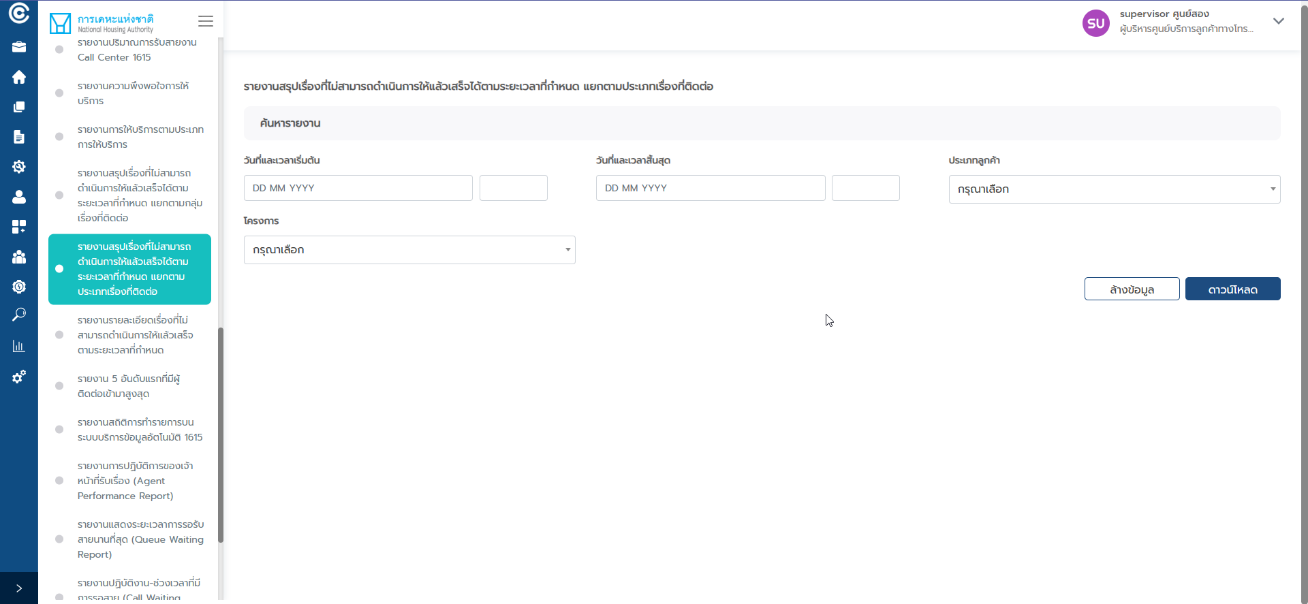 การเคหะแห่งชาติ
National Housing Authority
SU
supervisor ศูนย์สอง
ผู้บริหารศูนย์บริการลูกค้าทางโทร...
รายงานปริมาณการรับสายงาน
Call Center 1615
รายงานความพึงพอใจการให้
บริการ
รายงานการให้บริการตามประเภท
การให้บริการ
รายงานสรุปเรื่องที่ไม่สามารถ
ดำเนินการให้แล้วเสร็จได้ตาม
ระยะเวลาที่กำหนด แยกตามกลุ่ม
เรื่องที่ติดต่อ
รายงานสรุปเรื่องที่ไม่สามารถ
ดำเนินการให้แล้วเสร็จได้ตาม
ระยะเวลาที่กำหนด แยกตาม
ประเภทเรื่องที่ติดต่อ
รายงานรายละเอียดเรื่องที่ไม่
สามารถดำเนินการให้แล้วเสร็จ
ตามระยะเวลาที่กำหนด
รายงาน 5 อันดับแรกที่มีผู้
ติดต่อเข้ามาสูงสุด
รายงานสถิติการทำรายการบน
ระบบบริการข้อมูลอัตโนมัติ 1615
รายงานการปฏิบัติการของเจ้า
หน้าที่รับเรื่อง (Agent
Performance Report)
รายงานแสดงระยะเวลาการรอรับ
สายนานที่สุด (Queue Waiting
Report)
รายงานปฏิบัติงาน-ช่วงเวลาที่มี
การรอสาย (Call Waiting
รายงานสรุปเรื่องที่ไม่สามารถดำเนินการให้แล้วเสร็จได้ตามระยะเวลาที่กำหนด แยกตามประเภทเรื่องที่ติดต่อ
ค้นหารายงาน
วันที่และเวลาเริ่มต้น
วันที่และเวลาสิ้นสุด
ประเภทลูกค้า
DD MM YYYY
DD MM YYYY
กรุณาเลือก
โครงการ
กรุณาเลือก
ล้างข้อมูล
ดาวน์โหลด